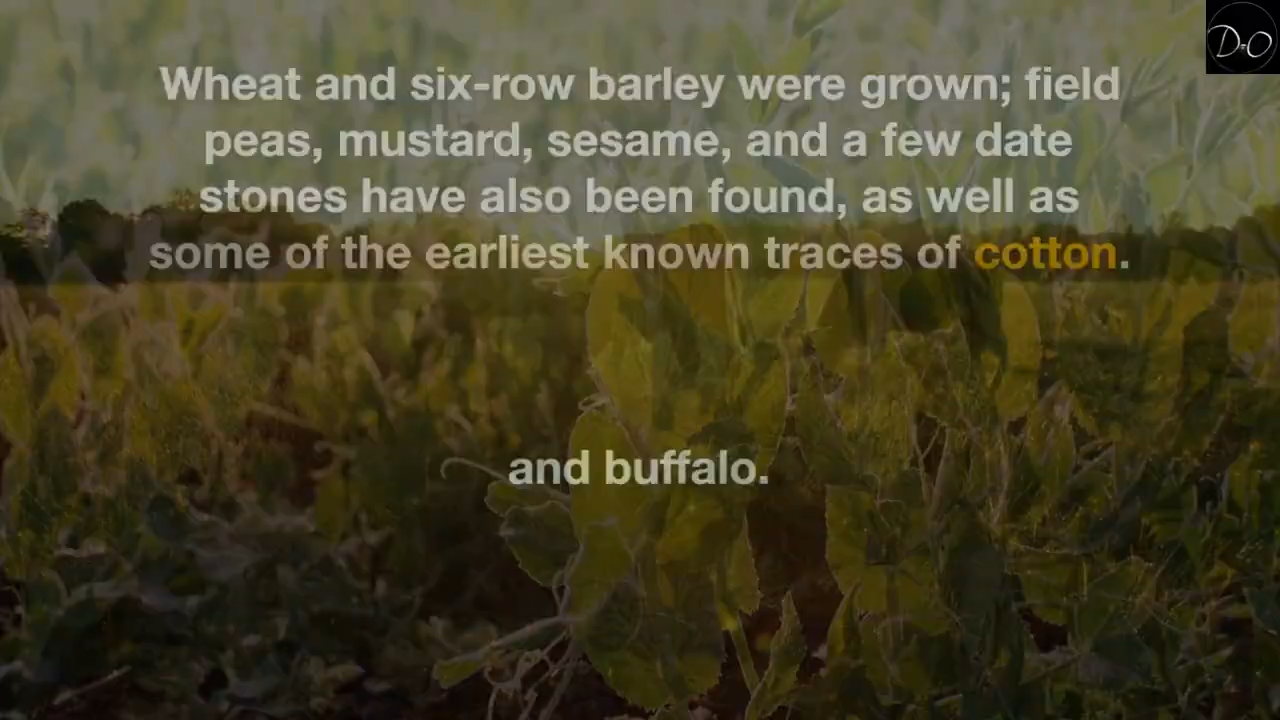 D&O
Wheat and six-row barley were grown; field
peas, mustard, sesame, and a few date
stones have also been found, as well as
some of the earliest known traces of cotton.
and buffalo.